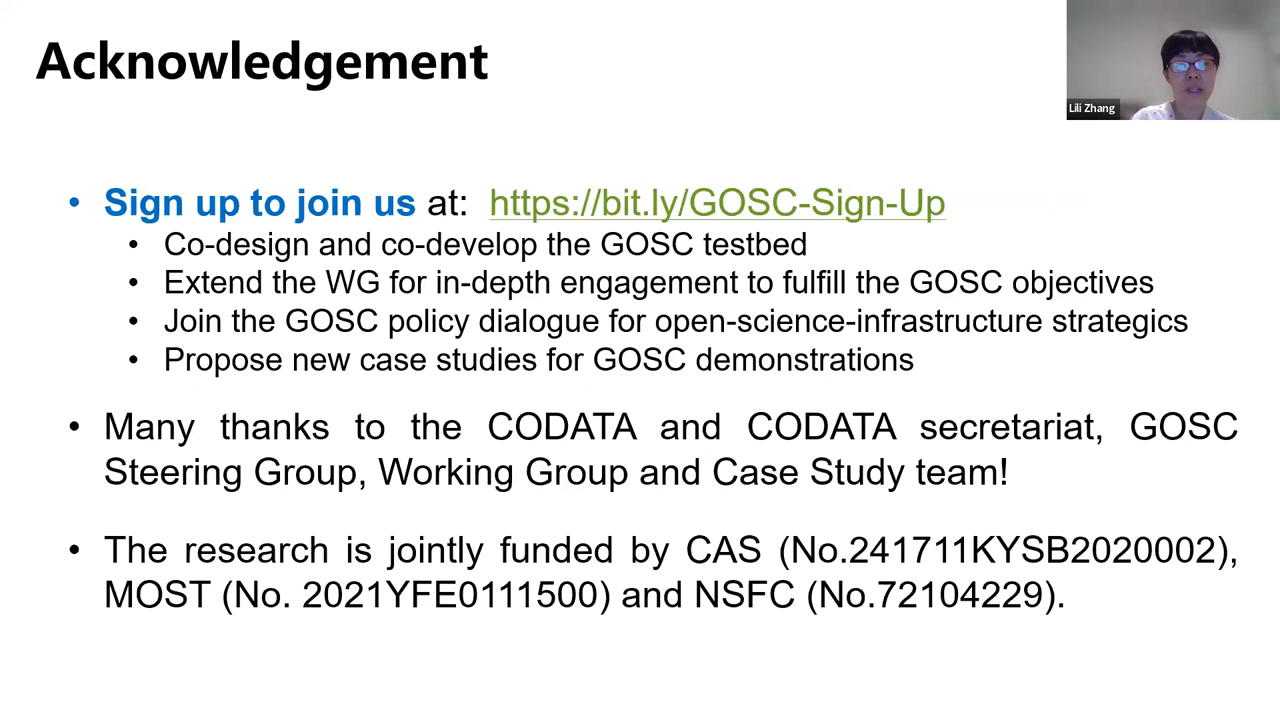 Acknowledgement
Lili Zhang
• Sign up to join us at: https://bit.ly/GOSC-Sign-Up
• Co-design and co-develop the GOSC testbed
• Extend the WG for in-depth engagement to fulfill the GOSC objectives
• Join the GOSC policy dialogue for open-science-infrastructure strategics
• Propose new case studies for GOSC demonstrations
• Many thanks to the CODATA and CODATA secretariat, GOSC
Steering Group, Working Group and Case Study team!
• The research is jointly funded by CAS (No.241711KYSB2020002),
MOST (No. 2021YFE0111500) and NSFC (No.72104229).